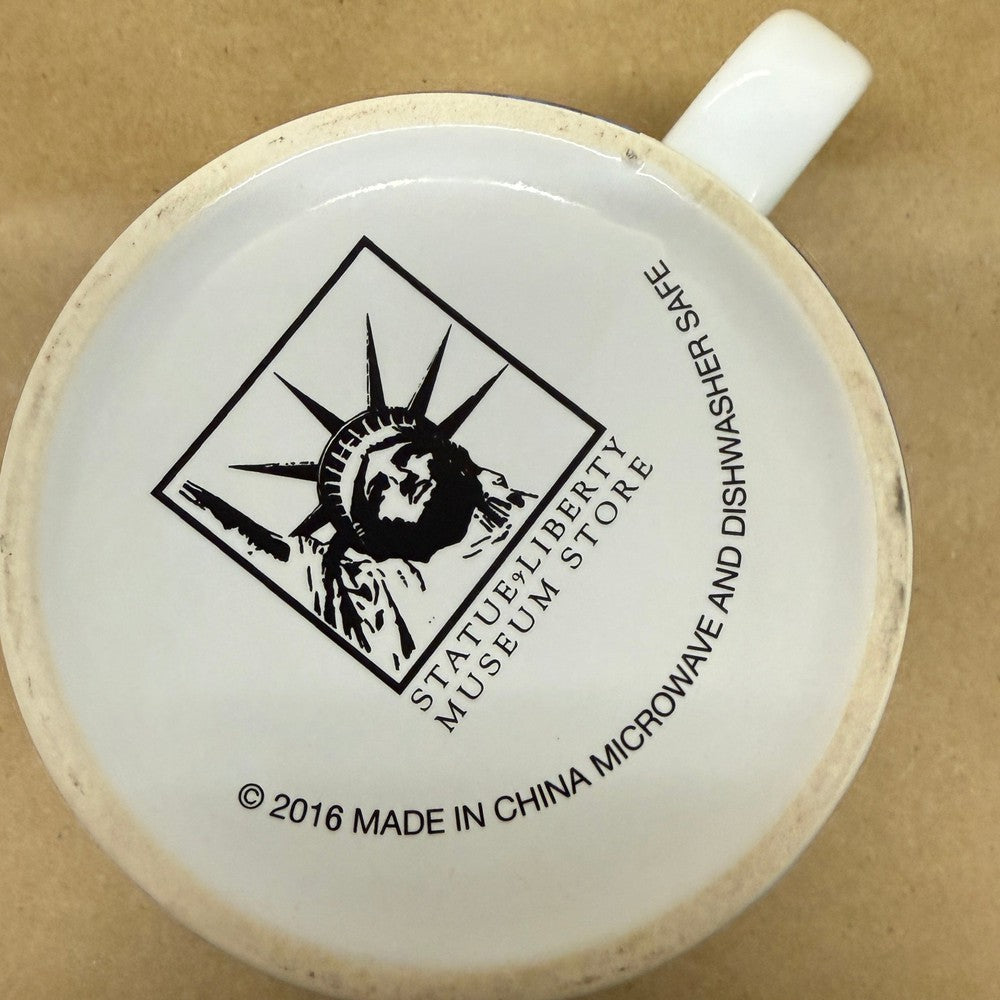 STATUE of LIBERTY
MUSEUM STORE
© 2016 MADE IN CHINA MICROWAVE AND DISHWASHER SAFE